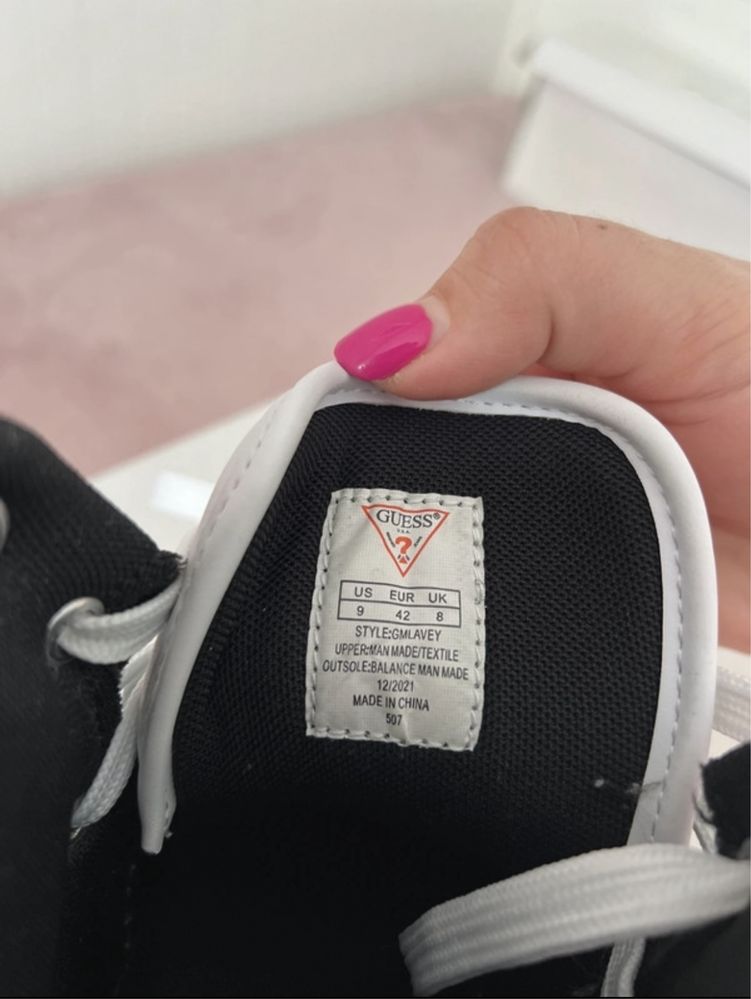 GUESS®
U.S.A.
?
US EUR UK
9 42 8
STYLE:GMLAVEY
UPPER:MAN MADE/TEXTILE
OUTSOLE:BALANCE MAN MADE
12/2021
MADE IN CHINA
507